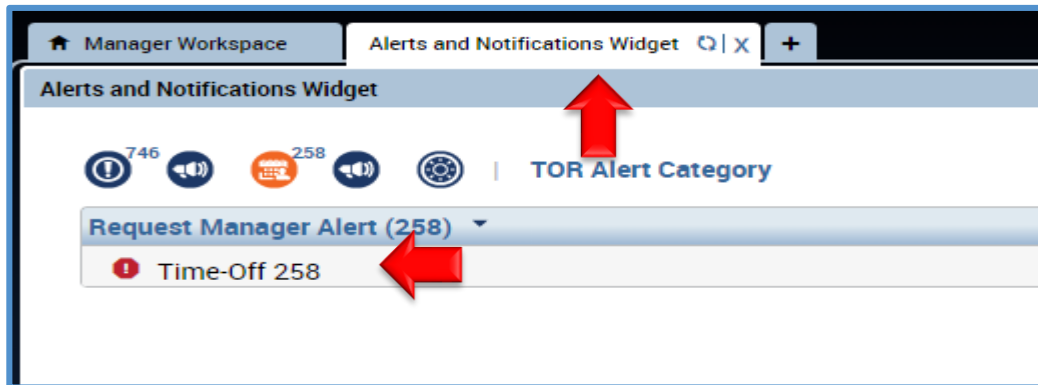 Manager Workspace
Alerts and Notifications Widget X +
Alerts and Notifications Widget
746 258 | TOR Alert Category
Request Manager Alert (258)
Time-Off 258